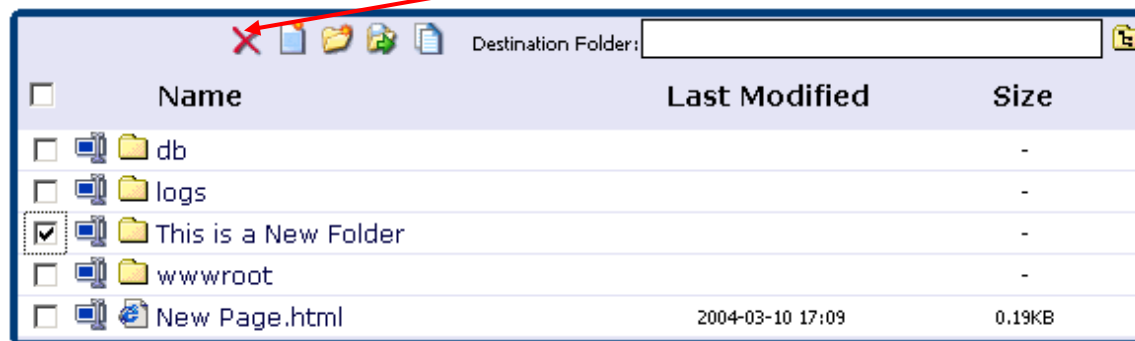 Destination Folder:
Name Last Modified Size
db -
logs -
This is a New Folder -
wwwroot -
New Page.html 2004-03-10 17:09 0.19KB